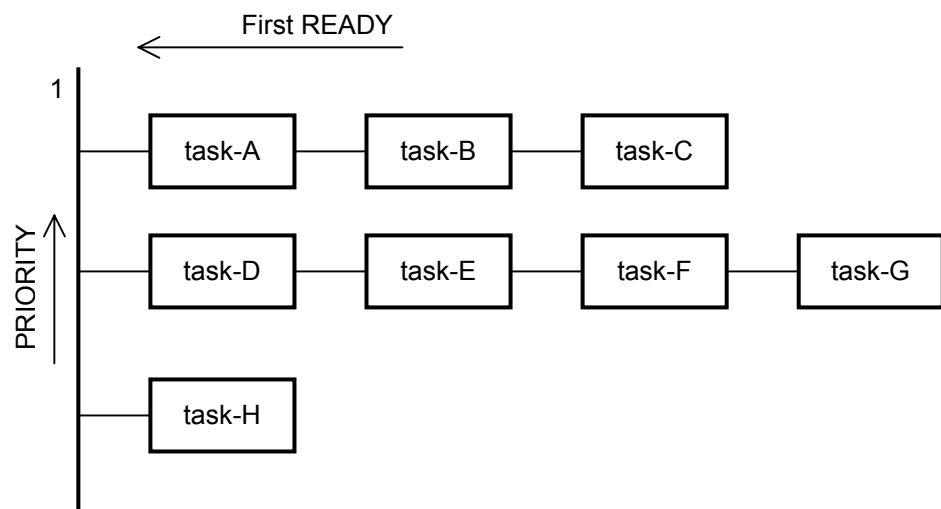 First READY
1
task-A task-B task-C
PRIORITY
task-D task-E task-F task-G
task-H